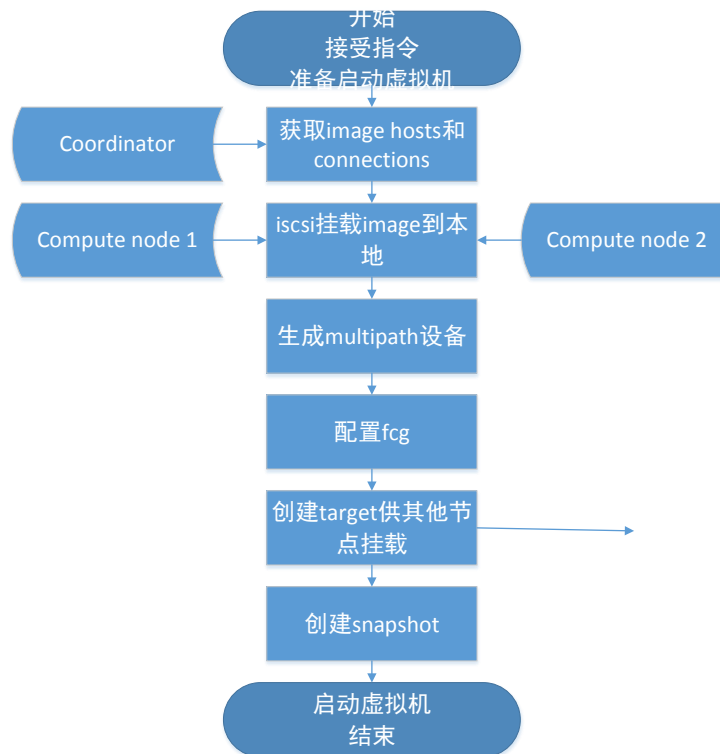 开始
接受指令
准备启动虚拟机
Coordinator
获取image hosts和
connections
Compute node 1
iscsi挂载image到本
地
Compute node 2
生成multipath设备
配置fcg
创建target供其他节
点挂载
创建snapshot
启动虚拟机
结束